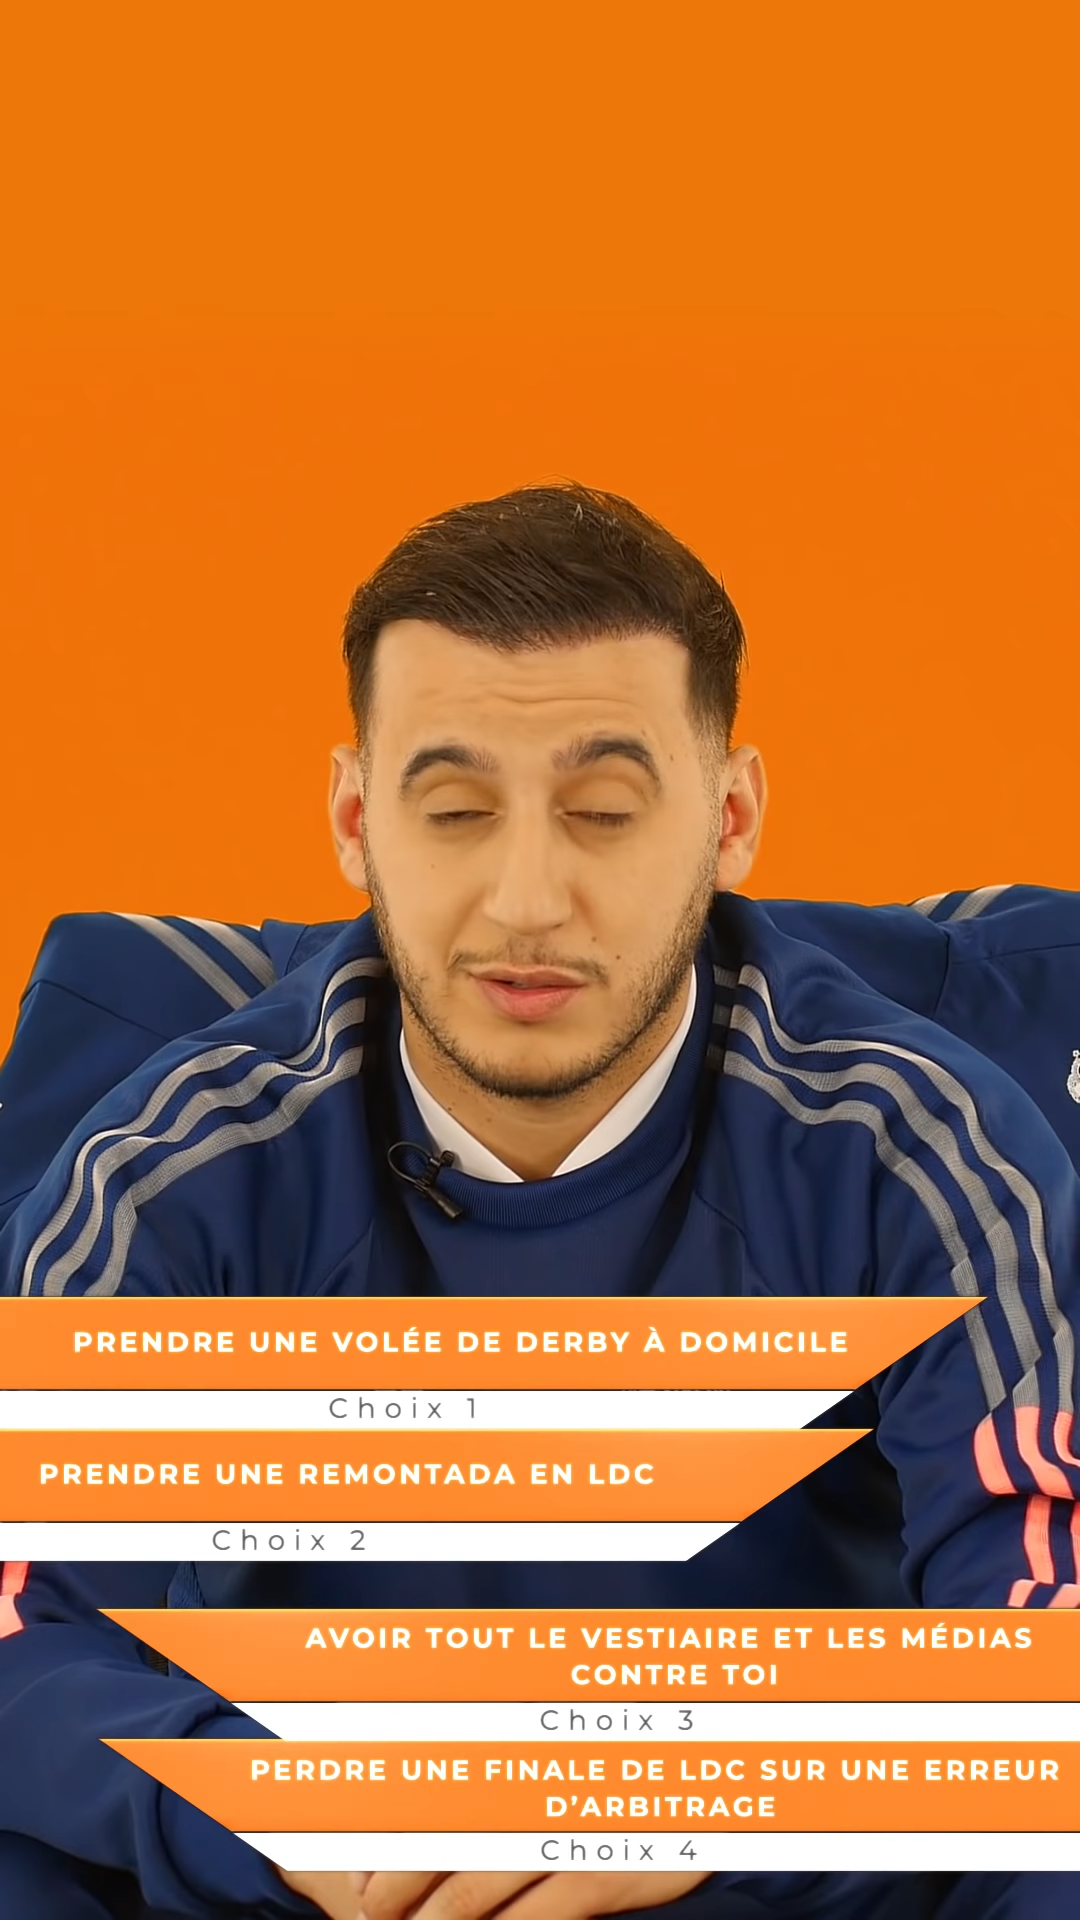 PRENDRE UNE VOLÉE DE DERBY À DOMICILE
Choix 1
PRENDRE UNE REMONTADA EN LDC
Choix 2
AVOIR TOUT LE VESTIAIRE ET LES MÉDIAS
CONTRE TOI
Choix 3
PERDRE UNE FINALE DE LDC SUR UNE ERREUR
D’ARBITRAGE
Choix 4